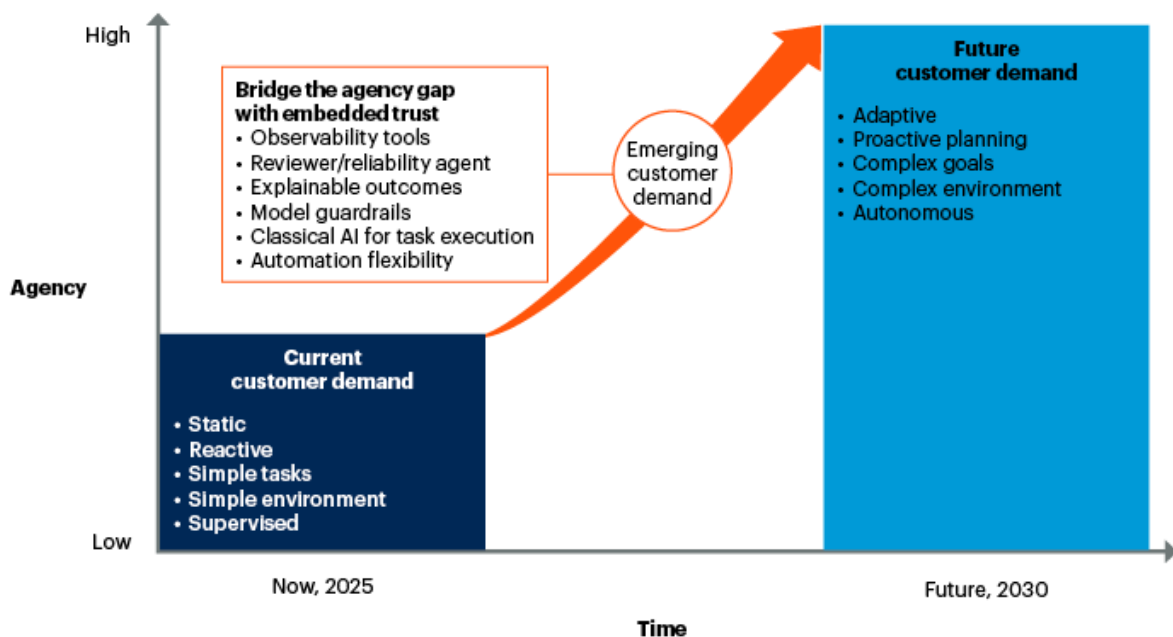 High
Bridge the agency gap
with embedded trust
• Observability tools
• Reviewer/reliability agent
• Explainable outcomes
• Model guardrails
• Classical AI for task execution
• Automation flexibility
Emerging
customer
demand
Future
customer demand
• Adaptive
• Proactive planning
• Complex goals
• Complex environment
• Autonomous
Agency
Current
customer demand
• Static
• Reactive
• Simple tasks
• Simple environment
• Supervised
Low
Now, 2025
Future, 2030
Time